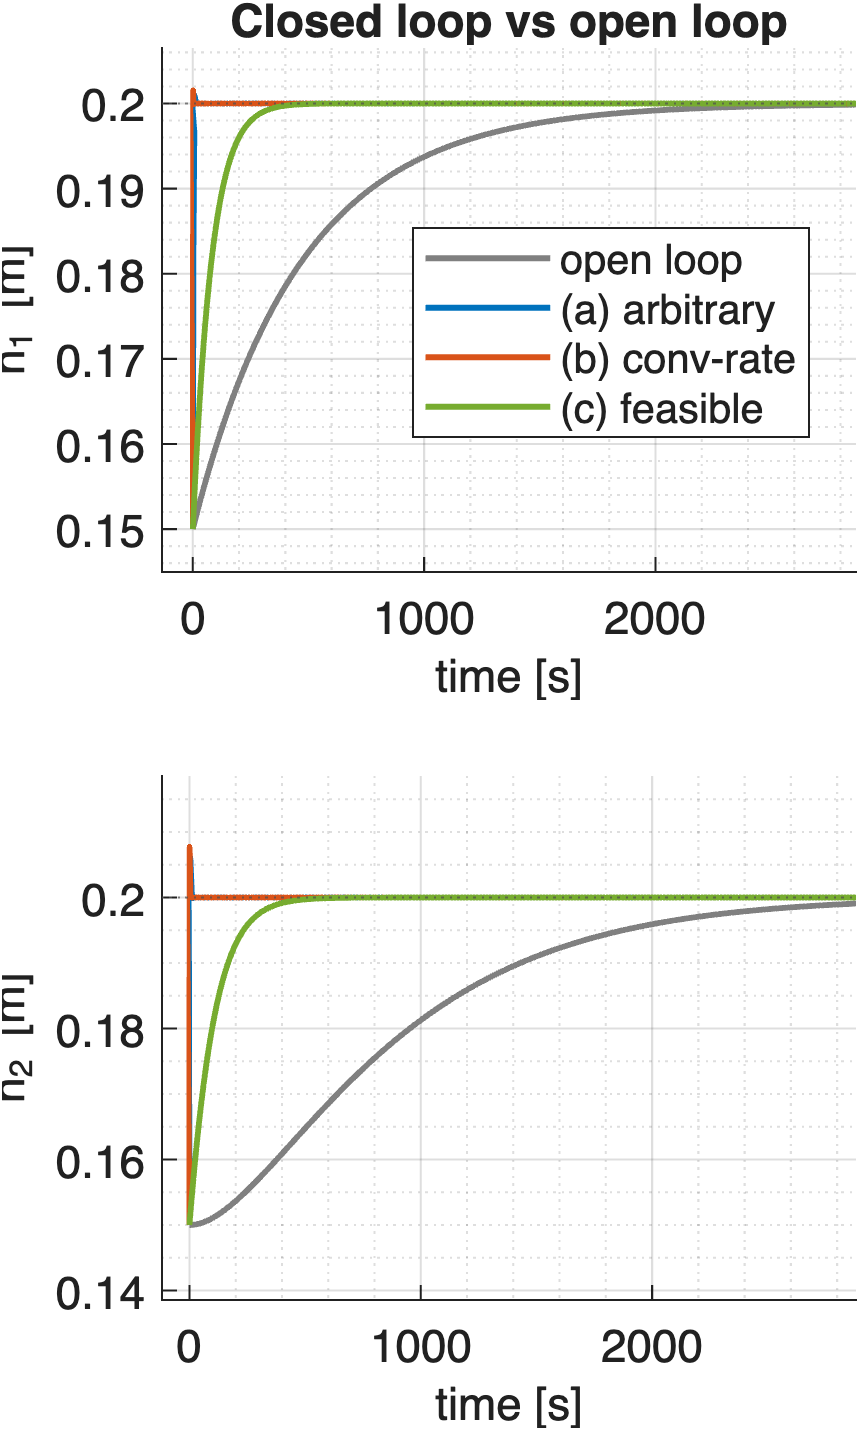 Closed loop vs open loop
0.2
0.19
0.18
0.17
0.16
0.15
n1 [m]
open loop
(a) arbitrary
(b) conv-rate
(c) feasible
0 1000 2000
time [s]
0.2
0.18
0.16
0.14
n2 [m]
0 1000 2000
time [s]